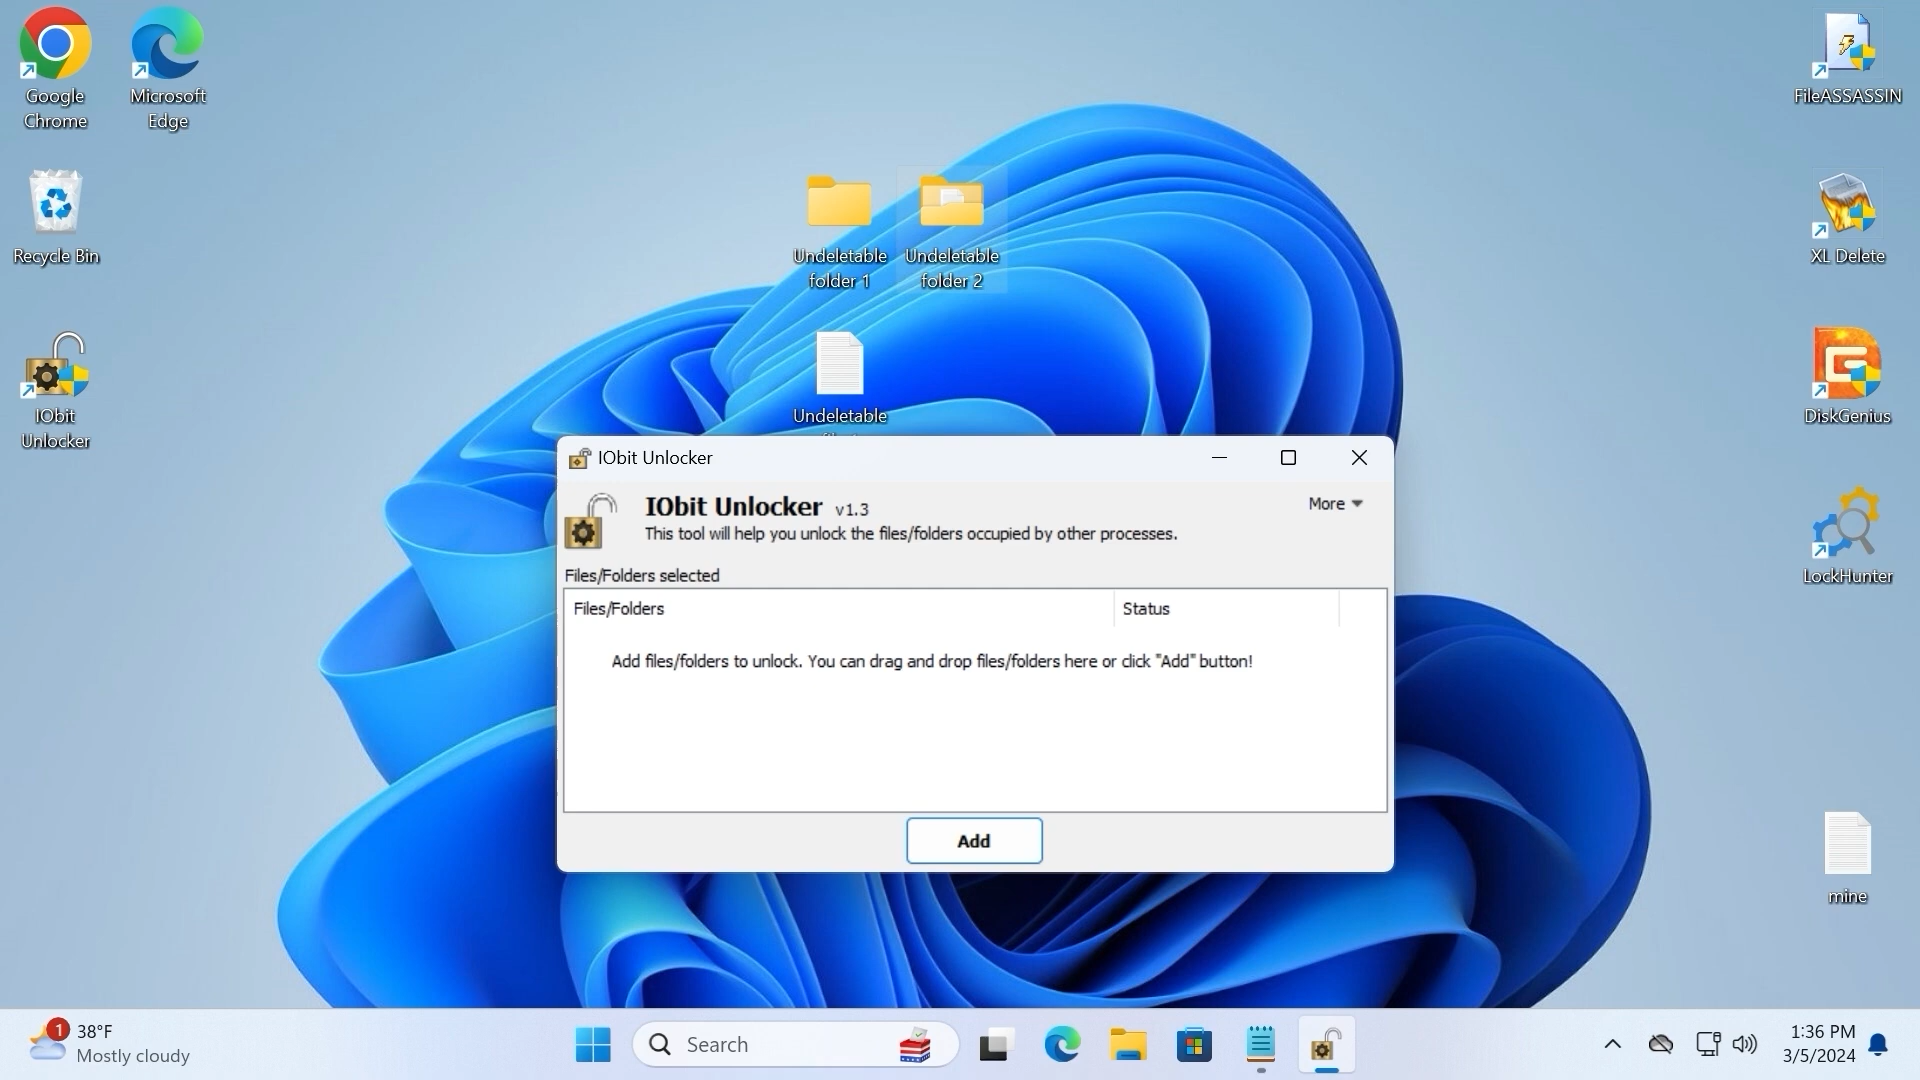 Google
Chrome
Microsoft
Edge
Recycle Bin
IObit
Unlocker
Undeletable
folder 1
Undeletable
folder 2
Undeletable
FileASSASSIN
XL Delete
DiskGenius
LockHunter
mine
IObit Unlocker
IObit Unlocker v1.3
More
This tool will help you unlock the files/folders occupied by other processes.
Files/Folders selected
Files/Folders Status
Add files/folders to unlock. You can drag and drop files/folders here or click "Add" button!
Add
1
38°F
Mostly cloudy
Search
1:36 PM
3/5/2024